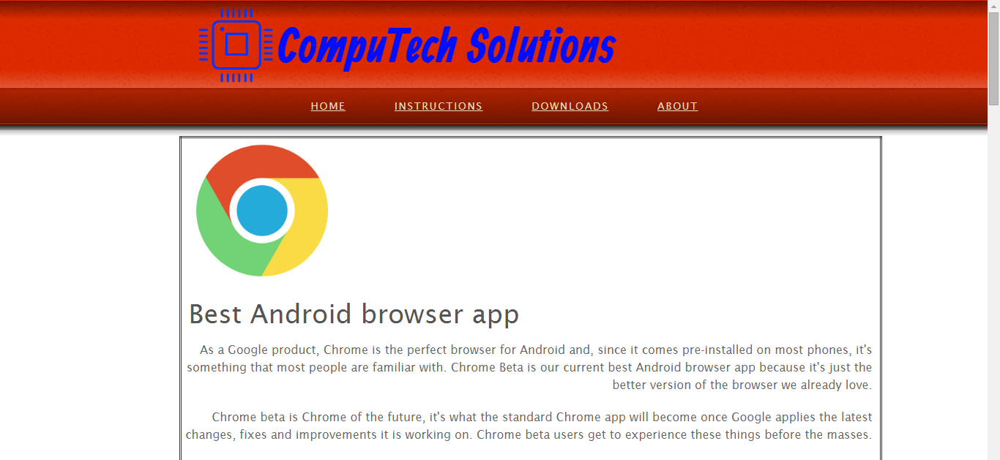 CompuTech Solutions
HOME INSTRUCTIONS DOWNLOADS ABOUT
Best Android browser app
As a Google product, Chrome is the perfect browser for Android and, since it comes pre-installed on most phones, it's
something that most people are familiar with. Chrome Beta is our current best Android browser app because it's just the
better version of the browser we already love.
Chrome beta is Chrome of the future, it's what the standard Chrome app will become once Google applies the latest
changes, fixes and improvements it is working on. Chrome beta users get to experience these things before the masses.